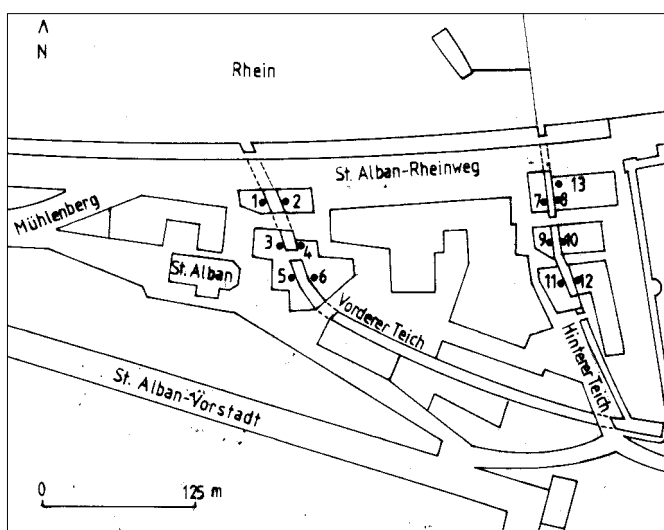 N
Rhein
St. Alban-Rheinweg
Mühlenberg
1
2
13
7
8
3
4
9
10
St. Alban
5
6
11
12
Vorderer Teich
Hinterer Teich
St. Alban-Vorstadt
0
125 m